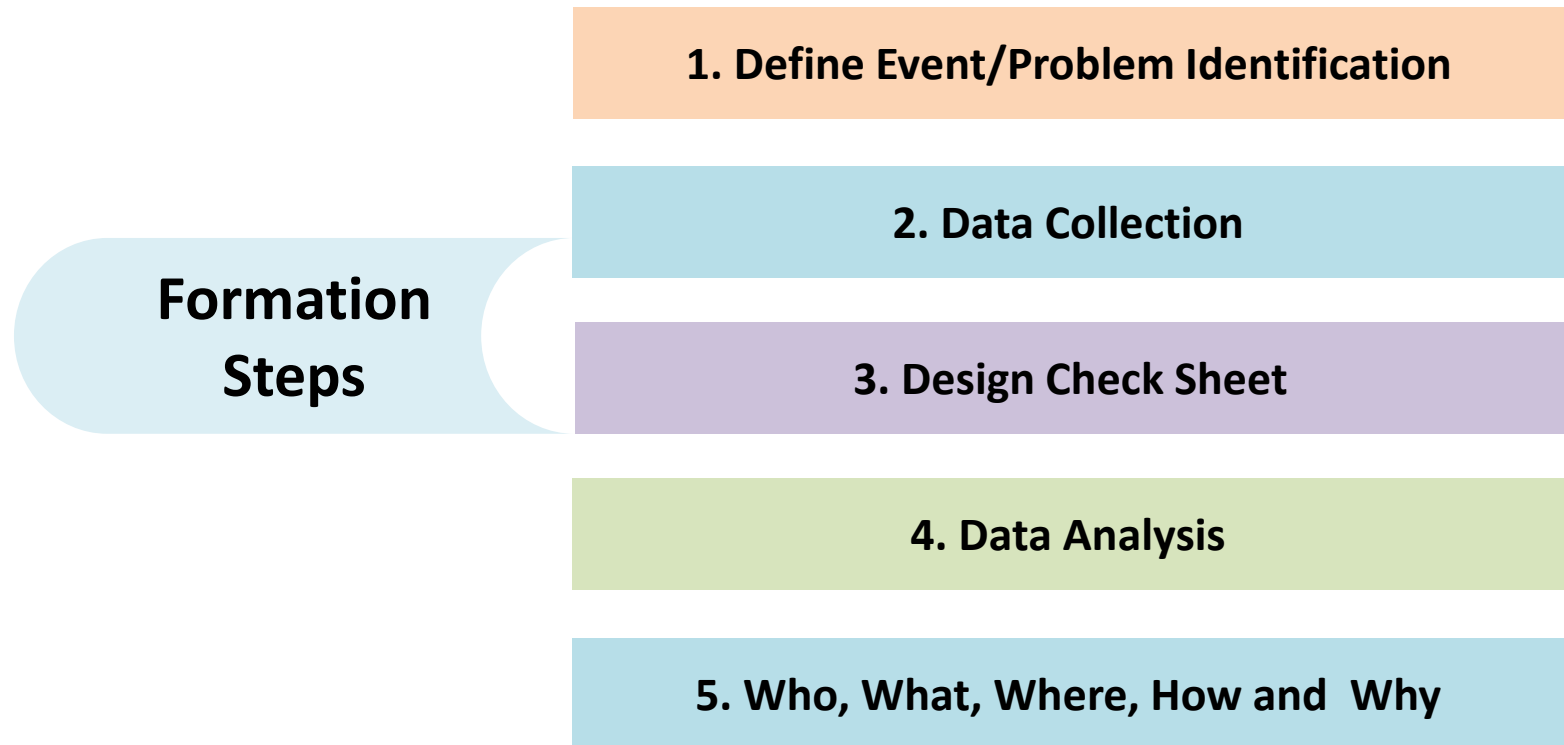 Formation
Steps
1. Define Event/Problem Identification
2. Data Collection
3. Design Check Sheet
4. Data Analysis
5. Who, What, Where, How and  Why